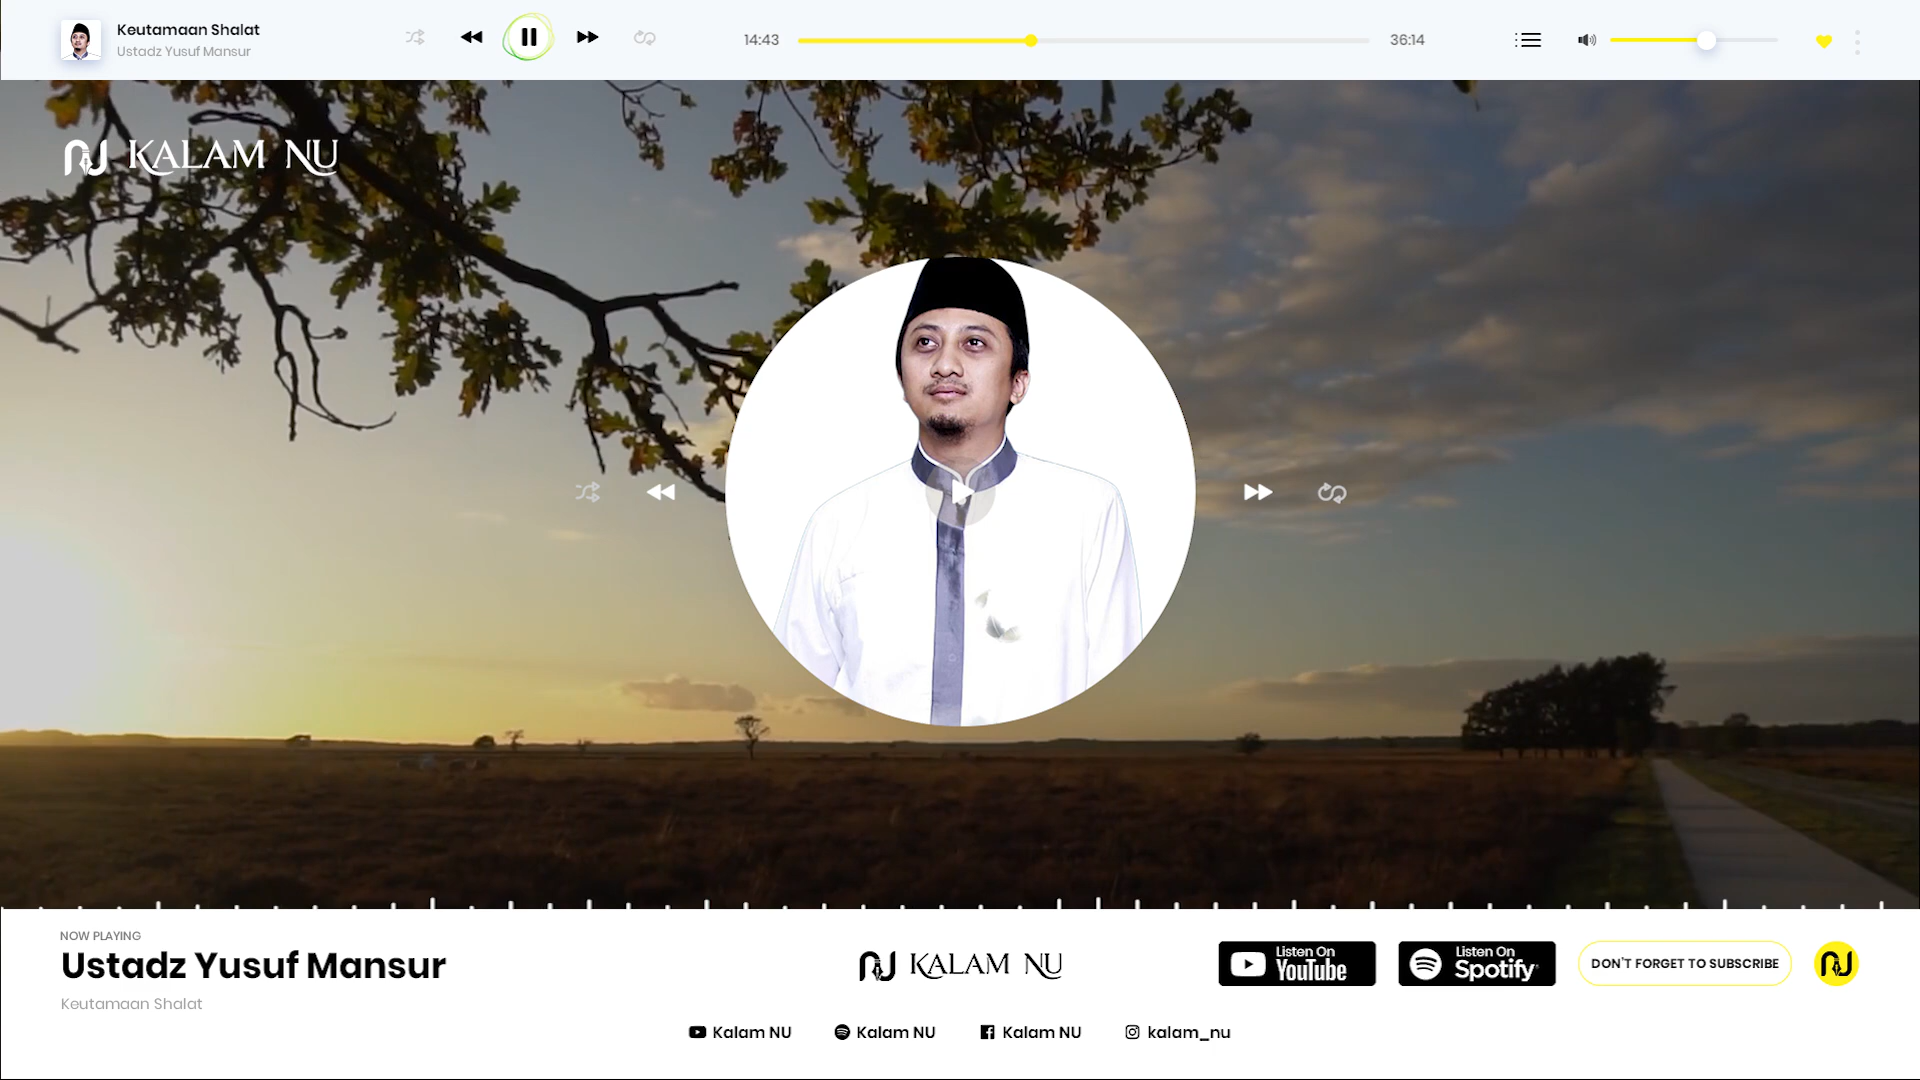 Keutamaan Shalat
Ustadz Yusuf Mansur
14:43
36:14
KALAM NU
NOW PLAYING
Ustadz Yusuf Mansur
Keutamaan Shalat
KALAM NU
Listen On
YouTube
Listen On
Spotify
DON'T FORGET TO SUBSCRIBE
Kalam NU
Kalam NU
Kalam NU
kalam_nu